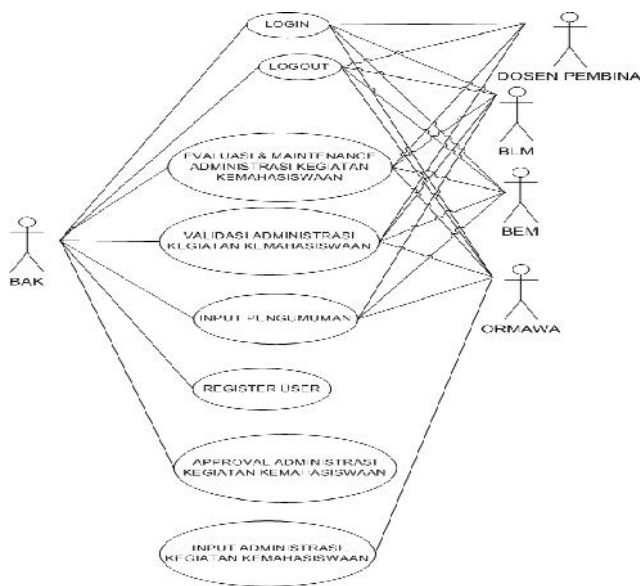 LOGIN
LOGOUT
DOSEN PEMBINA
BLM
EVALUASI & MAINTENANCE
ADMINISTRASI KEGIATAN
KEMAHASISWAAN
BEM
VALIDASI ADMINISTRASI
KEGIATAN KEMAHASISWAAN
BAK
INPUT PENGUMUMAN
ORMAWA
REGISTER USER
APPROVAL ADMINISTRASI
KEGIATAN KEMAHASISWAAN
INPUT ADMINISTRASI
KEGIATAN KEMAHASISWAAN